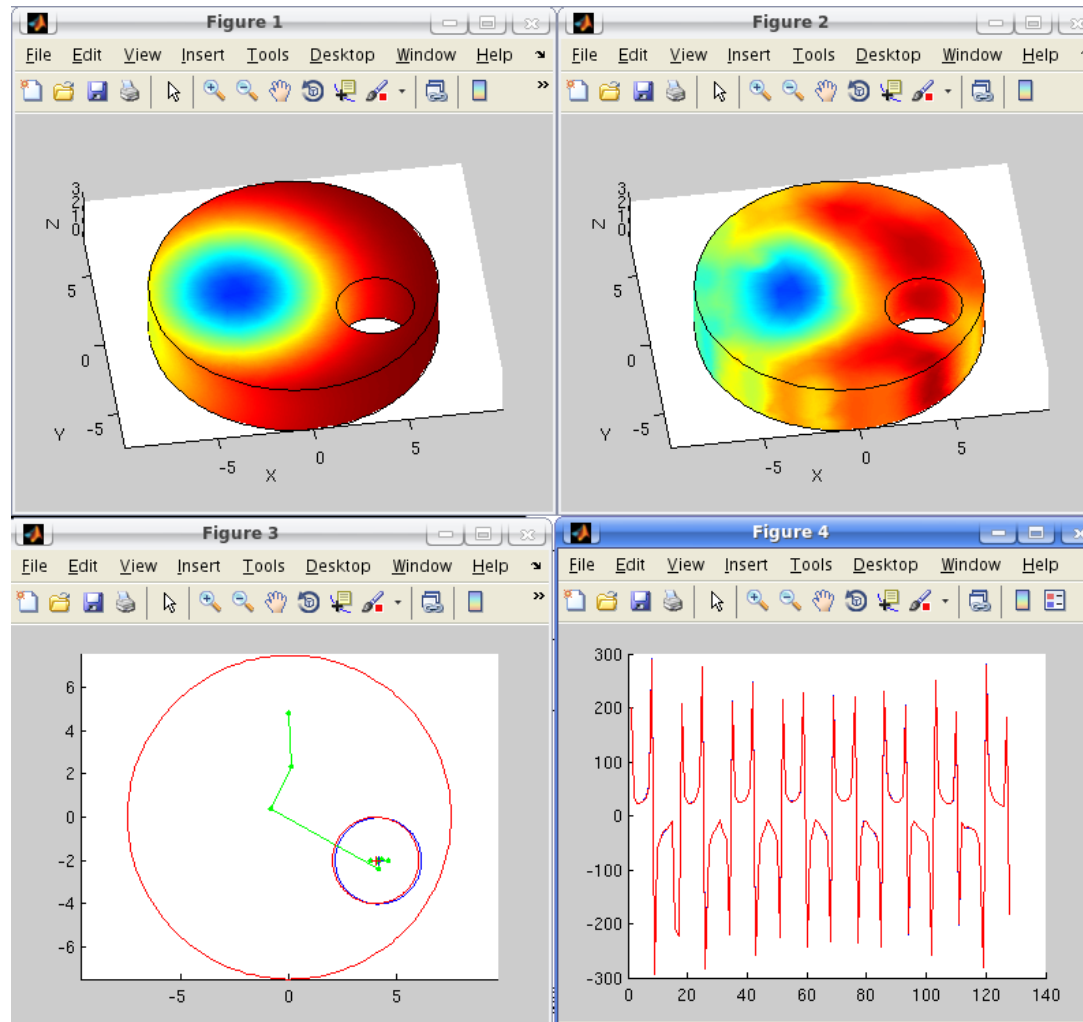 Figure 1
File Edit View Insert Tools Desktop Window Help
Z
3
2
1
0
5
0
-5
Y
-5
0
5
X
Figure 2
File Edit View Insert Tools Desktop Window Help
Z
3
2
1
0
5
0
-5
Y
-5
0
5
X
Figure 3
File Edit View Insert Tools Desktop Window Help
6
4
2
0
-2
-4
-6
-5 0 5
Figure 4
File Edit View Insert Tools Desktop Window Help
300
200
100
0
-100
-200
-300
0 20 40 60 80 100 120 140